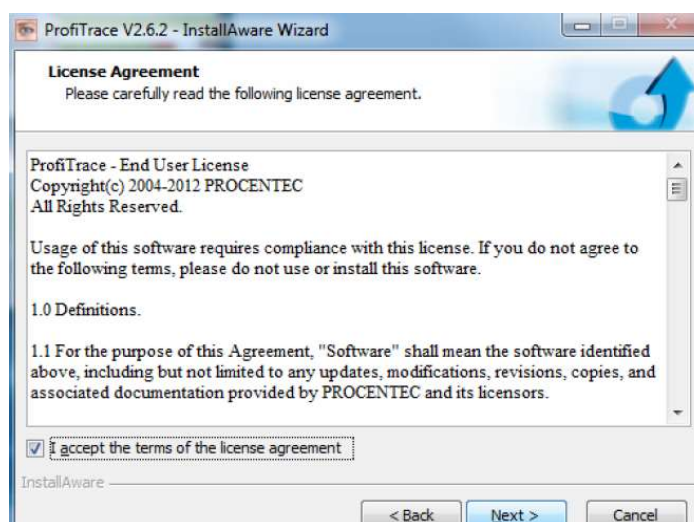 ProfiTrace V2.6.2 - InstallAware Wizard
License Agreement
Please carefully read the following license agreement.
ProfiTrace - End User License
Copyright(c) 2004-2012 PROCENTEC
All Rights Reserved.
Usage of this software requires compliance with this license. If you do not agree to
the following terms, please do not use or install this software.
1.0 Definitions.
1.1 For the purpose of this Agreement, "Software" shall mean the software identified
above, including but not limited to any updates, modifications, revisions, copies, and
associated documentation provided by PROCENTEC and its licensors.
I accept the terms of the license agreement
InstallAware
< Back Next > Cancel